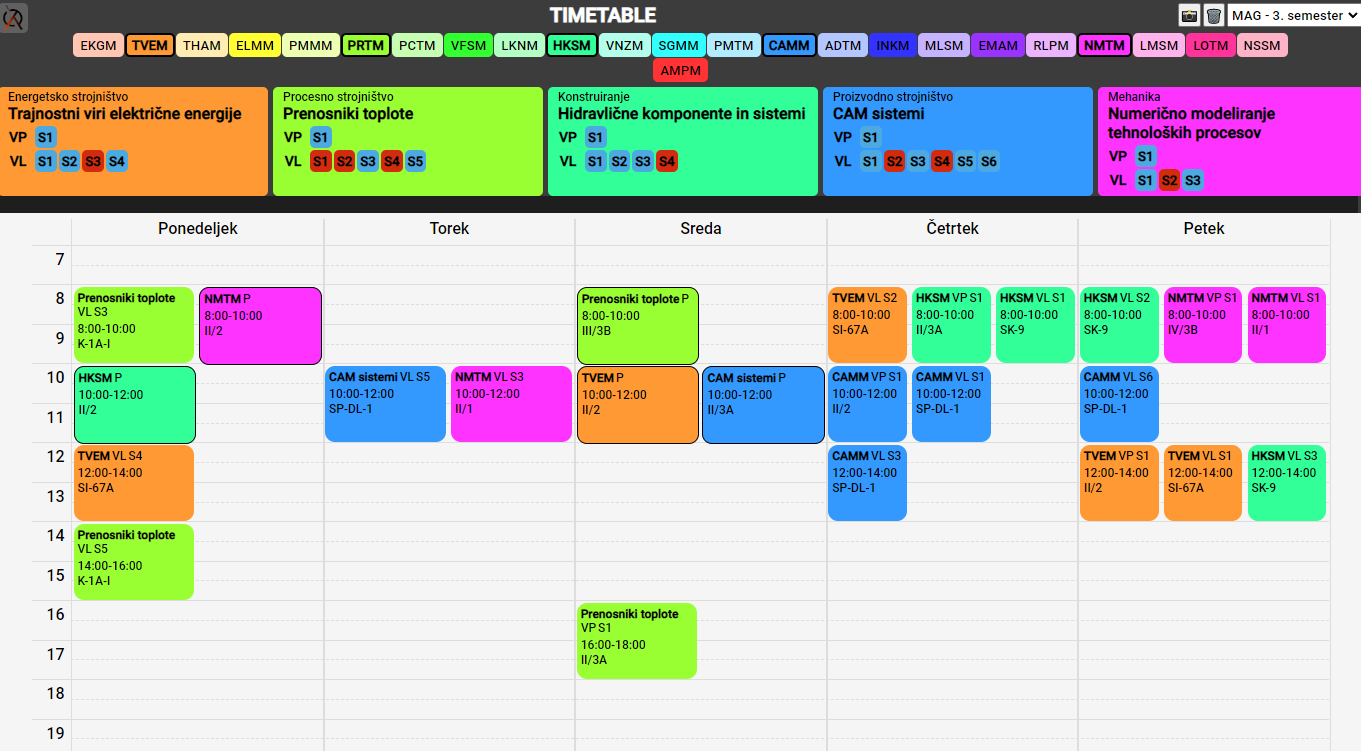 TIMETABLE
MAG - 3. semester
EKGM TVEM THAM ELMM PMMM PRTM PCTM VFSM LKNM HKSM VNZM SGMM PMTM CAMM ADTM INKM MLSM EMAM RLPM NMTM LMSM LOTM NSSM
AMPM
Energetsko strojništvo
Trajnostni viri električne energije
VP S1
VL S1 S2 S3 S4
Procesno strojništvo
Prenosniki toplote
VP S1
VL S1 S2 S3 S4 S5
Konstruiranje
Hidravlične komponente in sistemi
VP S1
VL S1 S2 S3 S4
Proizvodno strojništvo
CAM sistemi
VP S1
VL S1 S2 S3 S4 S5 S6
Mehanika
Numerično modeliranje
tehnoloških procesov
VP S1
VL S1 S2 S3
Ponedeljek Torek Sreda Četrtek Petek
7
8
9
10
11
12
13
14
15
16
17
18
19
Prenosniki toplote
VL S3
8:00-10:00
K-1A-I
NMTM P
8:00-10:00
II/2
HKSM P
10:00-12:00
II/2
TVEM VL S4
12:00-14:00
SI-67A
Prenosniki toplote
VL S5
14:00-16:00
K-1A-I
CAM sistemi VL S5
10:00-12:00
SP-DL-1
NMTM VL S3
10:00-12:00
II/1
Prenosniki toplote P
8:00-10:00
III/3B
TVEM P
10:00-12:00
II/2
CAM sistemi P
10:00-12:00
II/3A
Prenosniki toplote
VP S1
16:00-18:00
II/3A
TVEM VL S2
8:00-10:00
SI-67A
HKSM VP S1
8:00-10:00
II/3A
HKSM VL S1
8:00-10:00
SK-9
CAMM VP S1
10:00-12:00
II/2
CAMM VL S1
10:00-12:00
SP-DL-1
CAMM VL S3
12:00-14:00
SP-DL-1
HKSM VL S2
8:00-10:00
SK-9
NMTM VP S1
8:00-10:00
IV/3B
NMTM VL S1
8:00-10:00
II/1
CAMM VL S6
10:00-12:00
SP-DL-1
TVEM VP S1
12:00-14:00
II/2
TVEM VL S1
12:00-14:00
SI-67A
HKSM VL S3
12:00-14:00
SK-9